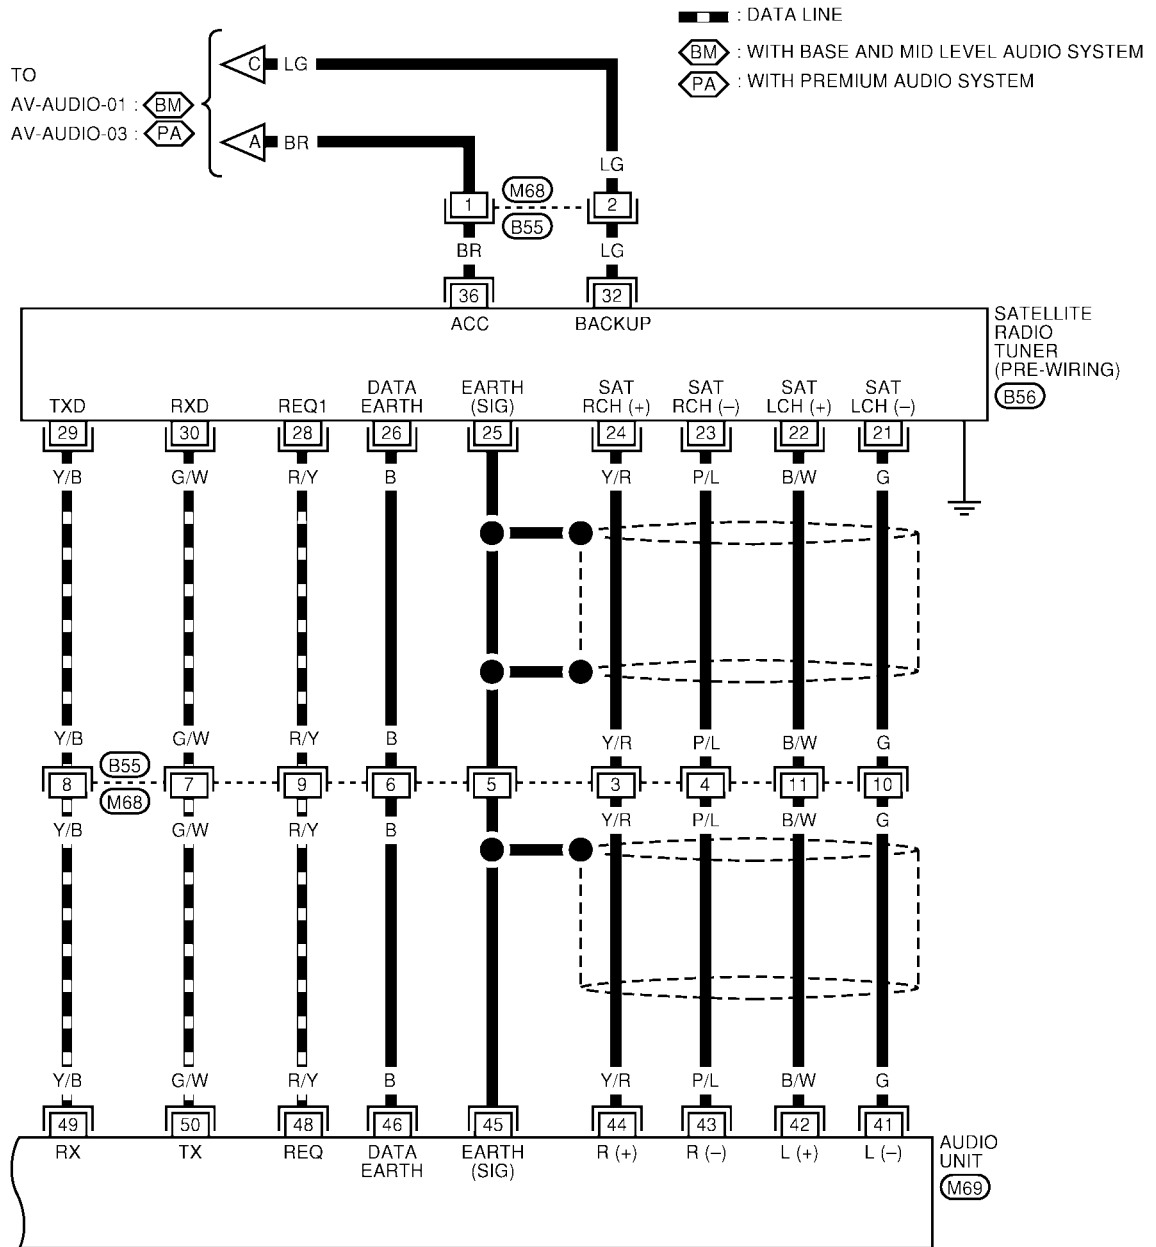 : DATA LINE
BM : WITH BASE AND MID LEVEL AUDIO SYSTEM
PA : WITH PREMIUM AUDIO SYSTEM
TO
AV-AUDIO-01 : BM
AV-AUDIO-03 : PA
C LG
A BR
LG
1 M68 2
B55
BR LG
36 32
ACC BACKUP
SATELLITE
RADIO
TUNER
(PRE-WIRING)
B56
TXD RXD REQ1 DATA EARTH EARTH (SIG) SAT RCH (+) SAT RCH (–) SAT LCH (+) SAT LCH (–)
29 30 28 26 25 24 23 22 21
Y/B G/W R/Y B Y/R P/L B/W G
Y/B G/W R/Y B Y/R P/L B/W G
B55
8 7 9 6 5 3 4 11 10
M68
Y/B G/W R/Y B Y/R P/L B/W G
Y/B G/W R/Y B Y/R P/L B/W G
49 50 48 46 45 44 43 42 41
RX TX REQ DATA EARTH EARTH (SIG) R (+) R (–) L (+) L (–)
AUDIO
UNIT
M69